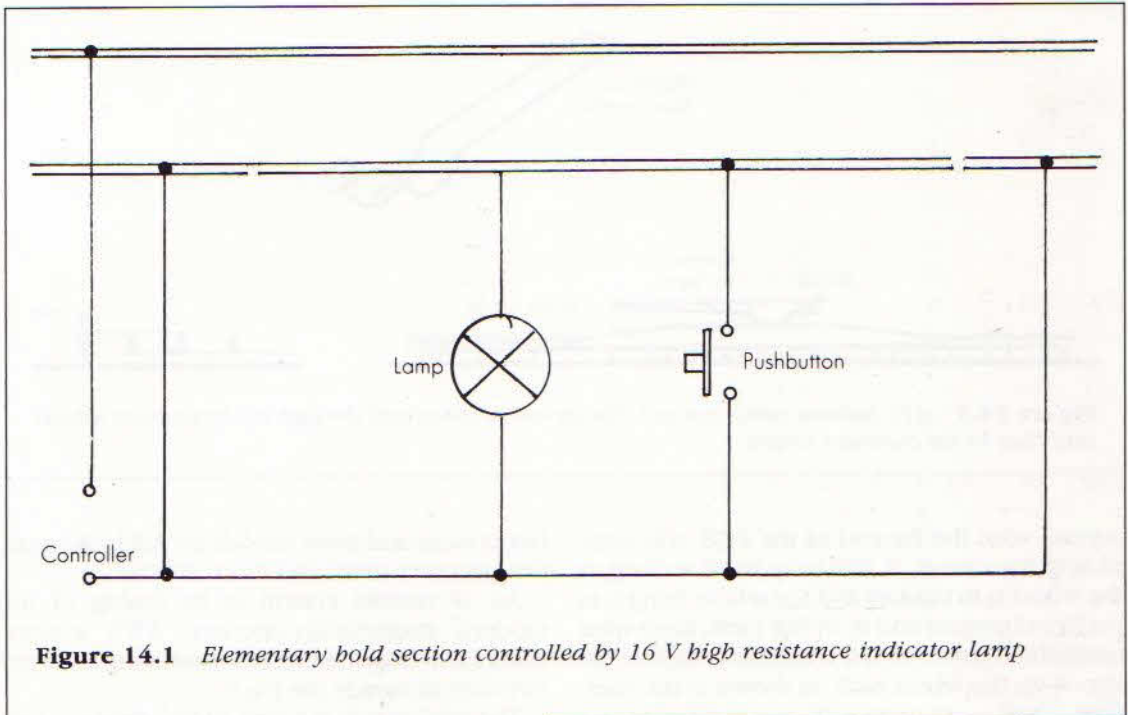 Lamp
Pushbutton
Controller
Figure 14.1 Elementary hold section controlled by 16 V high resistance indicator lamp